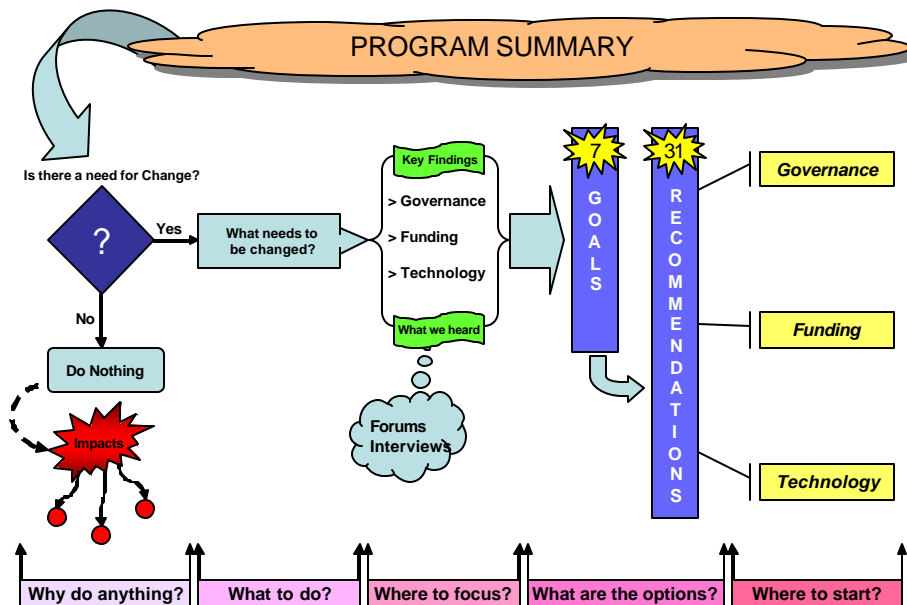 PROGRAM SUMMARY
Is there a need for Change?
?
Yes
No
Do Nothing
Impacts
What needs to
be changed?
Key Findings
> Governance
> Funding
> Technology
What we heard
Forums
Interviews
7
GOALS
31
RECOMMENDATIONS
Governance
Funding
Technology
Why do anything?
What to do?
Where to focus?
What are the options?
Where to start?